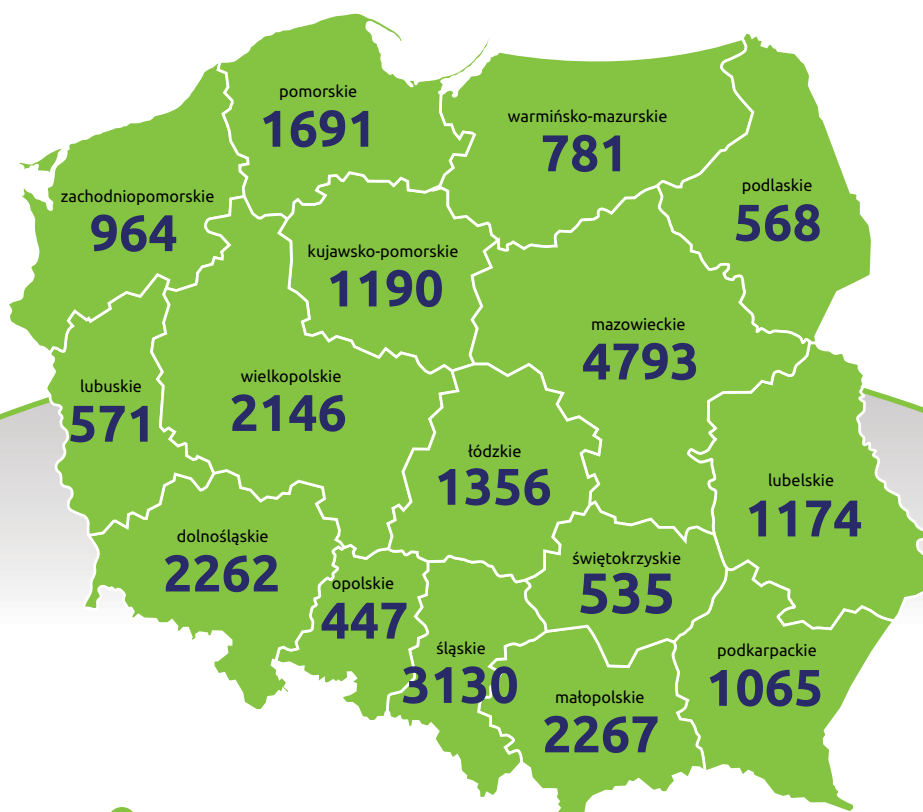 pomorskie
1691
warmińsko-mazurskie
781
zachodniopomorskie
964
podlaskie
568
kujawsko-pomorskie
1190
mazowieckie
4793
lubuskie
571
wielkopolskie
2146
łódzkie
1356
lubelskie
1174
dolnośląskie
2262
opolskie
447
świętokrzyskie
535
śląskie
3130
małopolskie
2267
podkarpackie
1065